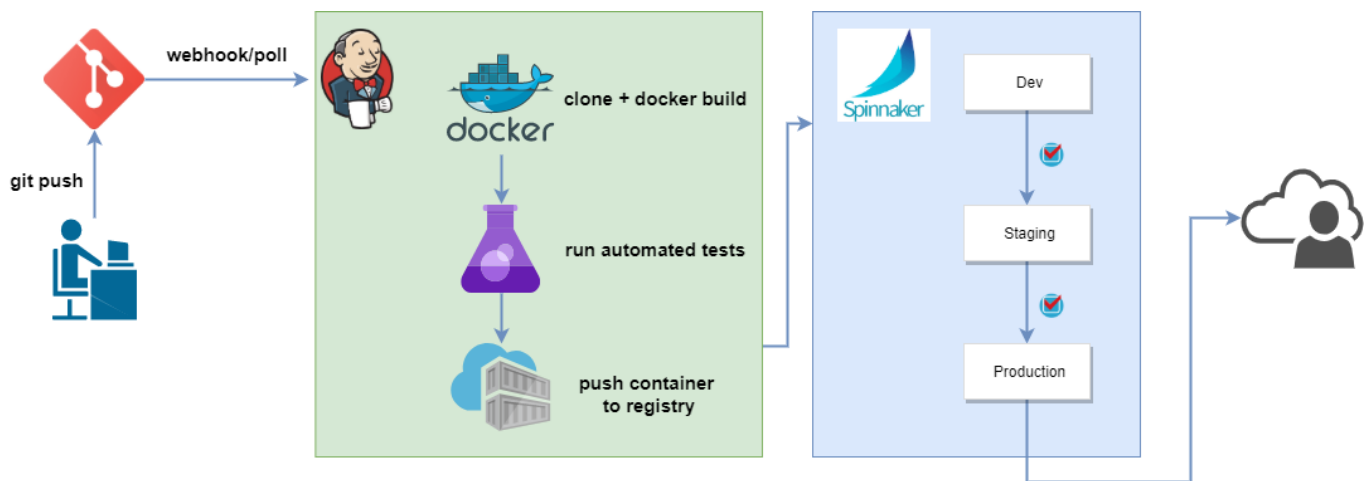 webhook/poll
git push
docker
clone + docker build
run automated tests
push container
to registry
Spinnaker
Dev
Staging
Production